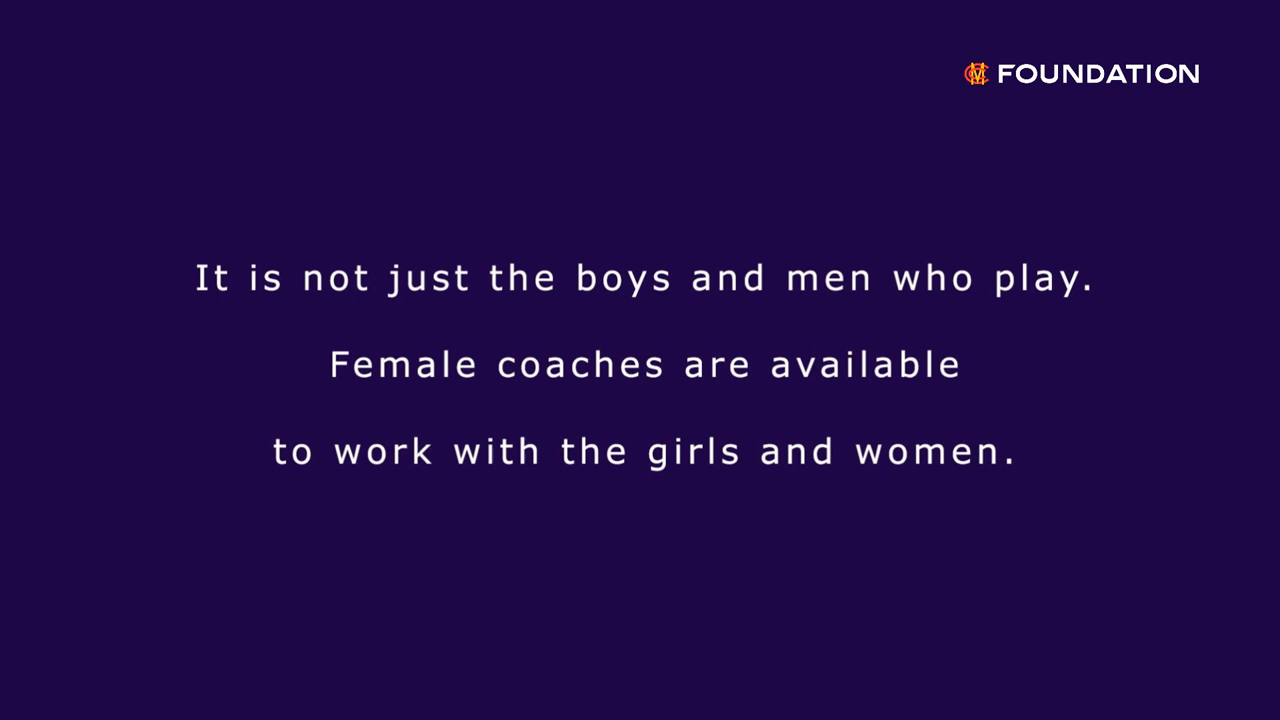 MCC FOUNDATION
It is not just the boys and men who play.
Female coaches are available
to work with the girls and women.